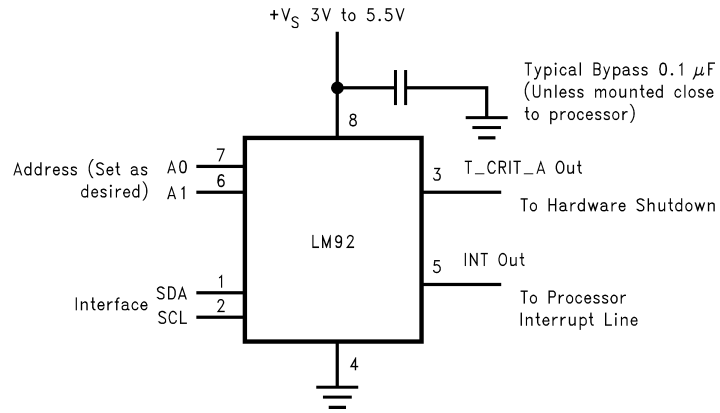 +VS 3V to 5.5V
Typical Bypass 0.1 μF
(Unless mounted close
to processor)
8
Address (Set as
desired)
A0
7
A1
6
3
T_CRIT_A Out
To Hardware Shutdown
LM92
5
INT Out
To Processor
Interrupt Line
Interface
SDA
1
SCL
2
4